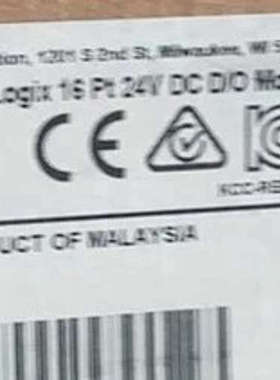 tion, 1201 S 2nd St, Milwaukee, WI 5
Logix 16 Pt 24V DC D/O Mo
CE
KCC-RE
UCT OF MALAYSIA